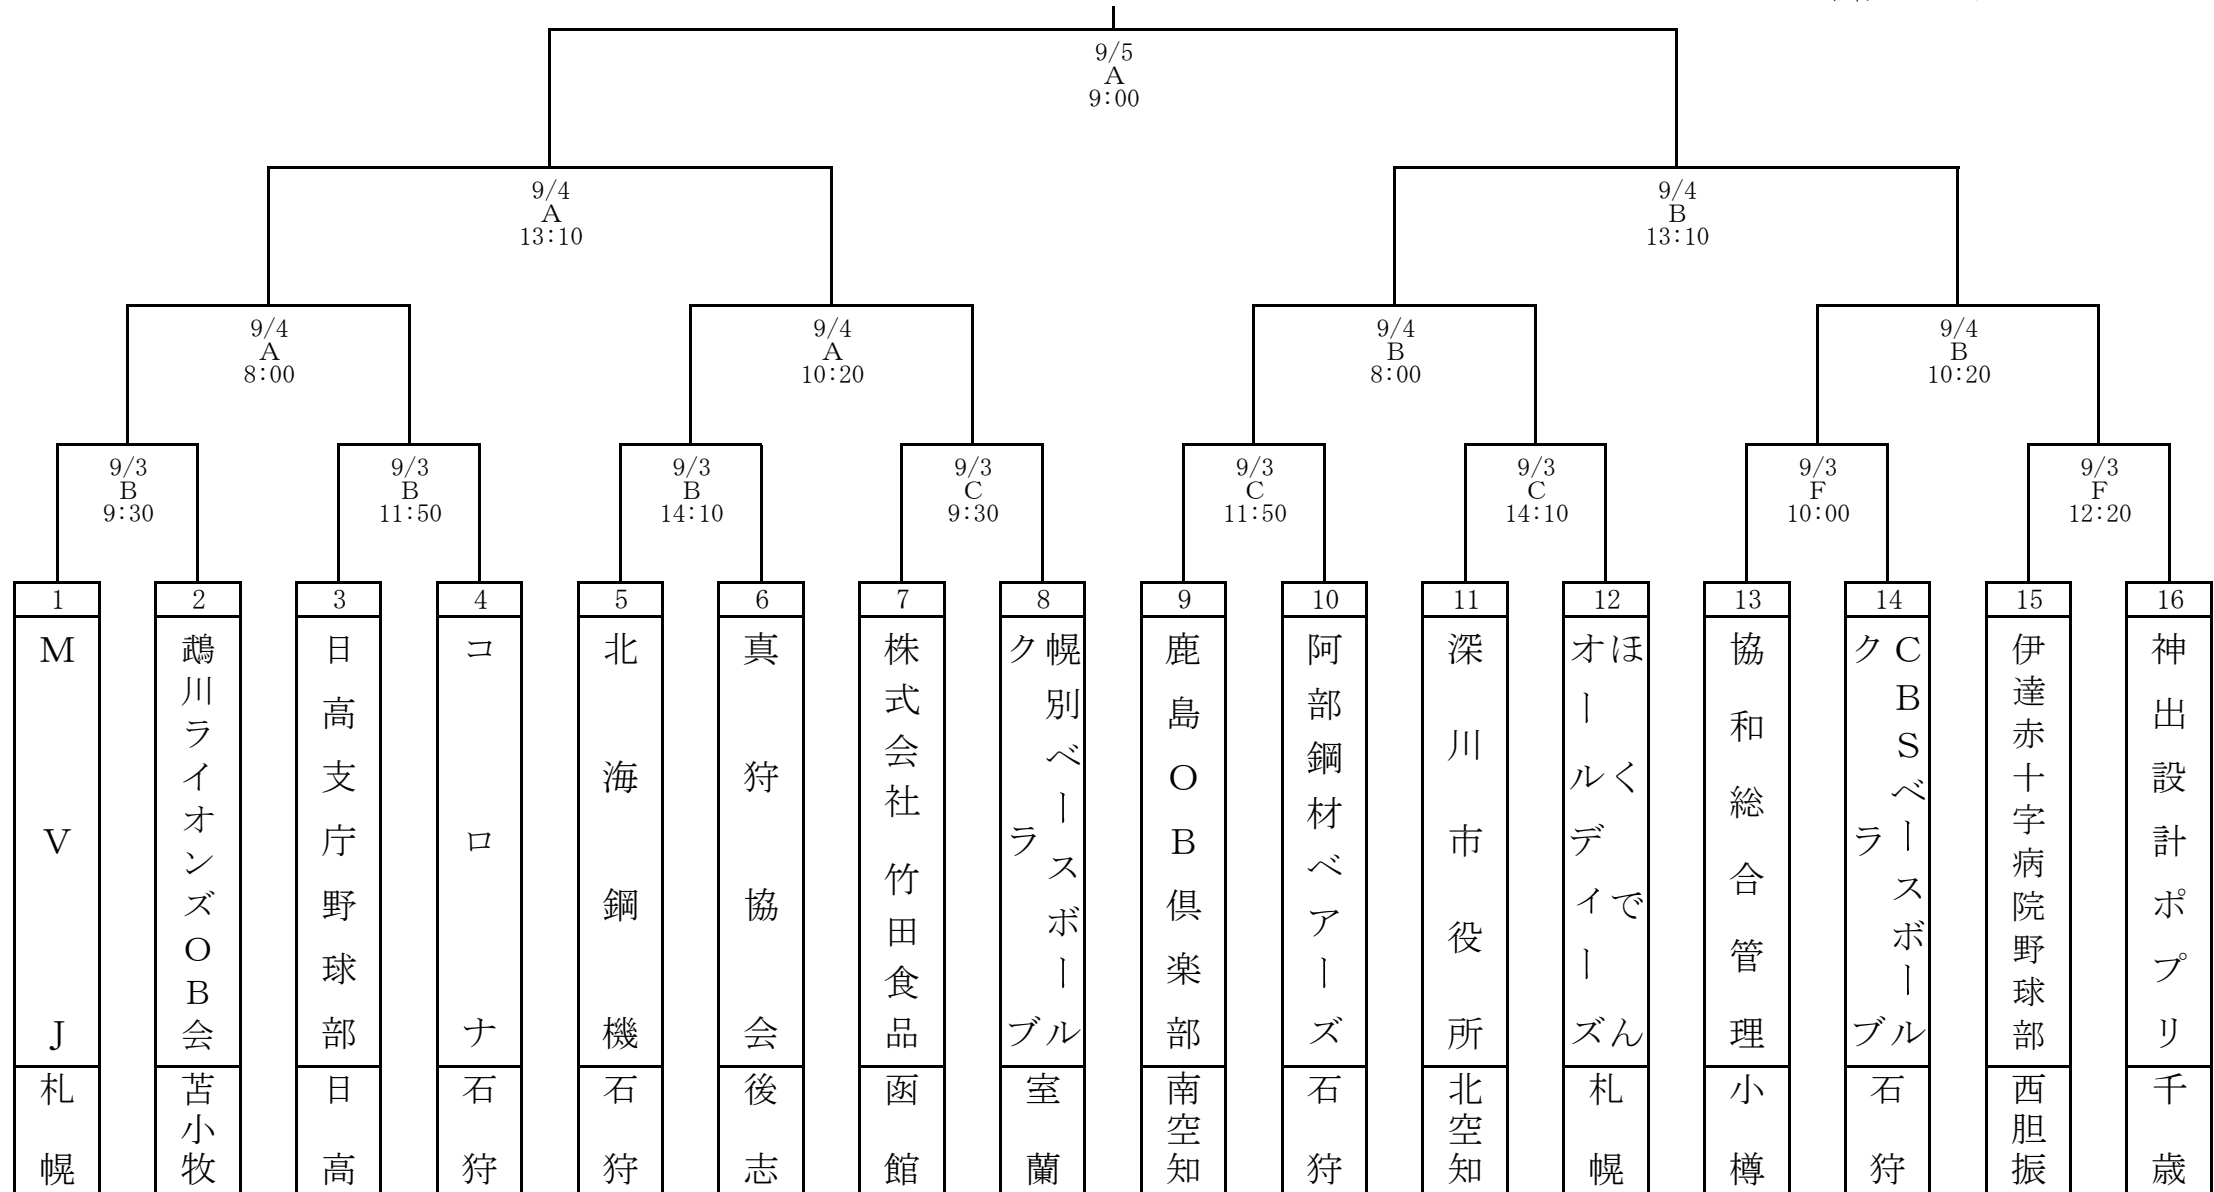 9/5
A
9:00
9/4
A
13:10
9/4
B
13:10
9/4
A
8:00
9/4
A
10:20
9/4
B
8:00
9/4
B
10:20
9/3
B
9:30
9/3
B
11:50
9/3
B
14:10
9/3
C
9:30
9/3
C
11:50
9/3
C
14:10
9/3
F
10:00
9/3
F
12:20
1
MVJ
札幌
2
鵡川ライオンズOB会
苫小牧
3
日高支庁野球部
日高
4
コロナ
石狩
5
北海鋼機
石狩
6
真狩協会
後志
7
株式会社 竹田食品
函館
8
幌別ベースボール
クラブ
室蘭
9
鹿島OB倶楽部
南空知
10
阿部鋼材ベアーズ
石狩
11
深川市役所
北空知
12
ほくでん
オールディーズ
札幌
13
協和総合管理
小樽
14
CBSベースボール
クラブ
石狩
15
伊達赤十字病院野球部
西胆振
16
神出設計ポプリ
千歳